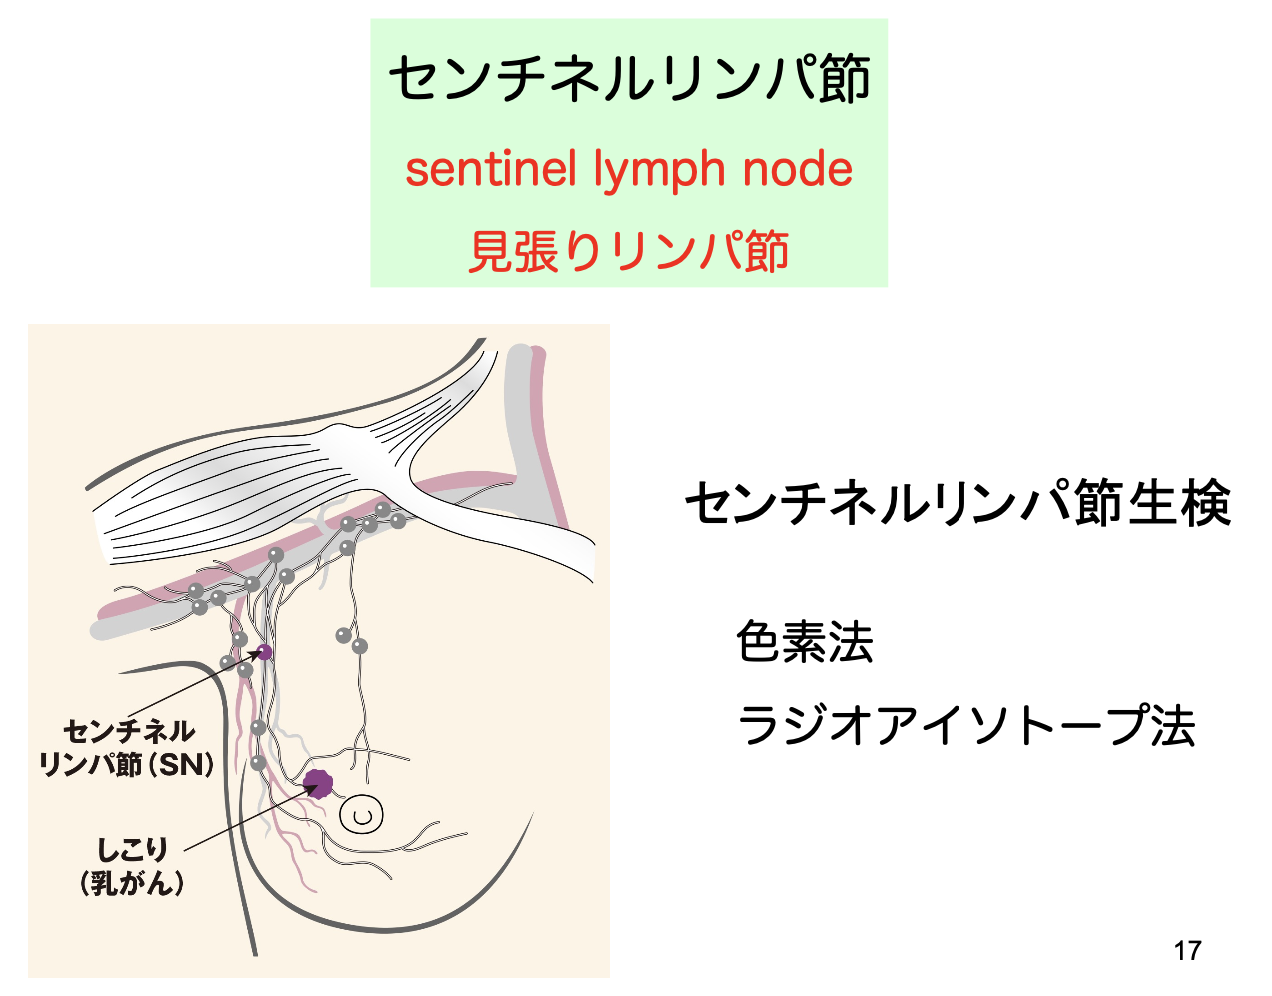 センチネルリンパ節
sentinel lymph node
見張りリンパ節
センチネル
リンパ節(SN)
しこり
(乳がん)
センチネルリンパ節生検
色素法
ラジオアイソトープ法
17